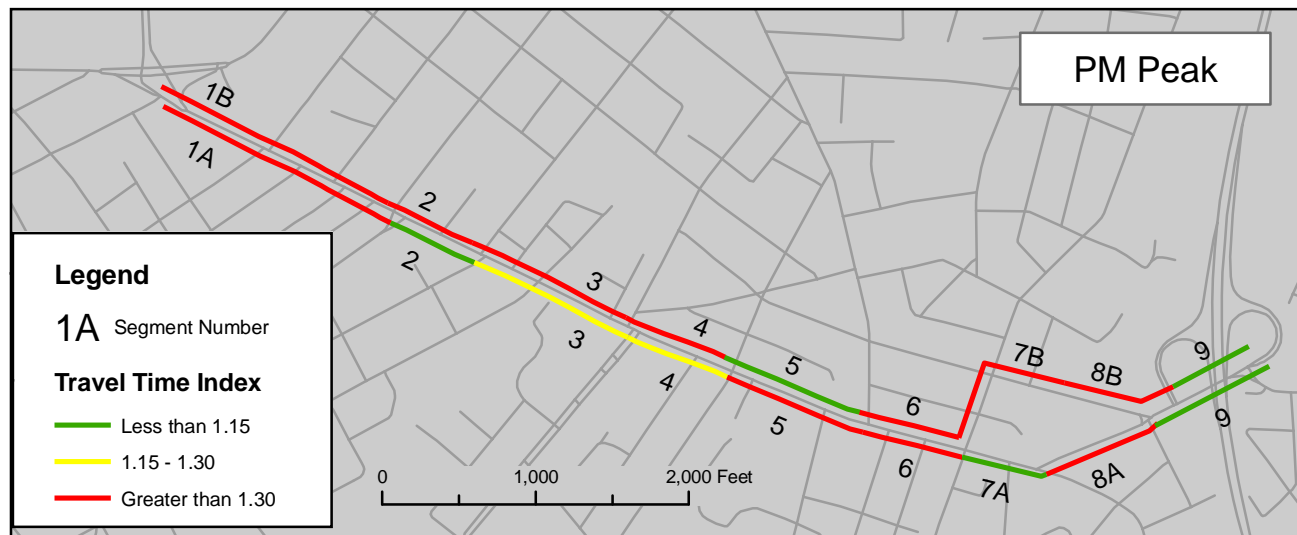 PM Peak
1B
1A
2
2
3
3
4
4
5
5
6
6
7B
7A
8B
8A
9
9
Legend
1A Segment Number
Travel Time Index
Less than 1.15
1.15 - 1.30
Greater than 1.30
0 1,000 2,000 Feet